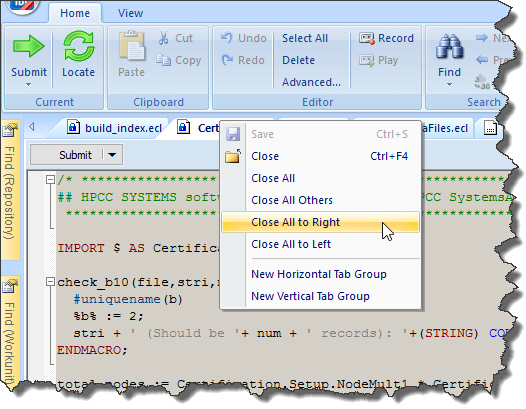 Home View
Submit
Locate
Current
Paste
Cut
Copy
Clipboard
Undo
Redo
Select All
Delete
Advanced...
Record
Play
Editor
Find
Ne
Pre
Search
build_index.ecl
Cert
aFiles.ecl
Find (Repository)
Find (Workunit
Submit
Save Ctrl+S
Close Ctrl+F4
Close All
Close All Others
Close All to Right
Close All to Left
New Horizontal Tab Group
New Vertical Tab Group
/* ****
## HPCC SYSTEMS softw PCC SystemsA
IMPORT $ AS Certifica
check_b10(file,stri,
#uniquename(b)
%b% := 2;
stri + ' (Should be '+ num + ' records): '+(STRING) CO
ENDMACRO;
total_nodes := Certification.Setup.NodeMult1 * Certifi